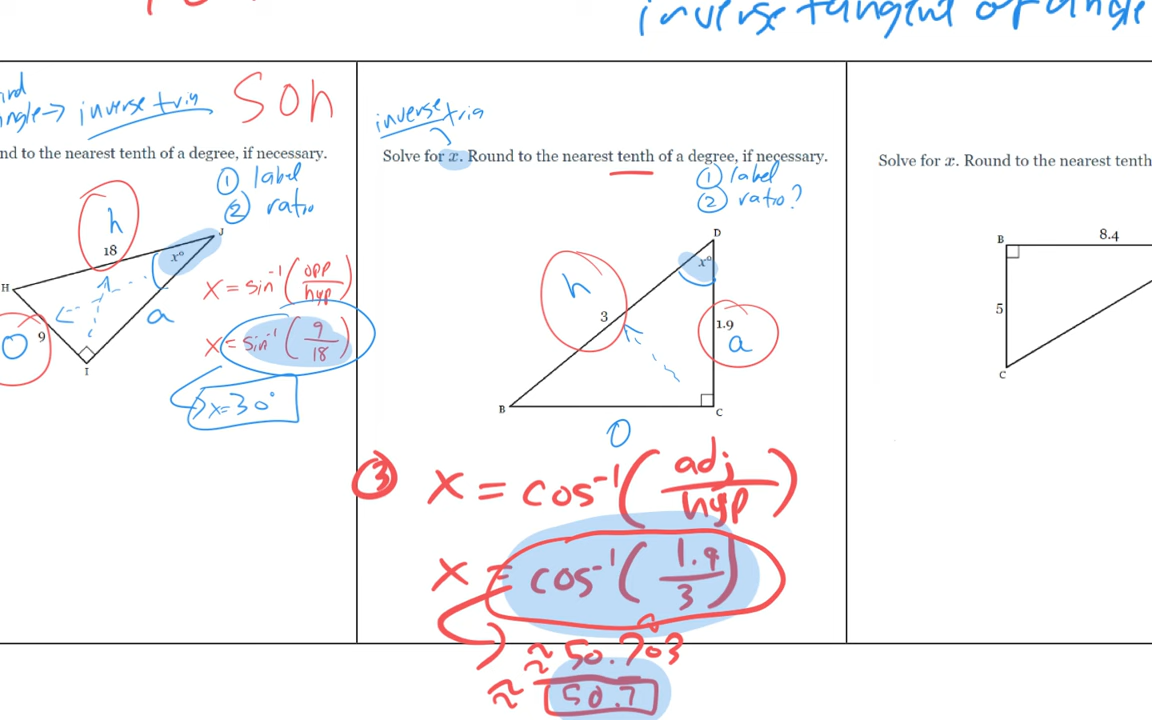 inverse tangent of angle
angle→ inverse trig
Soh
nd to the nearest tenth of a degree, if necessary.
① label
② ratio
h
18
J
x°
H
9
O
a
I
x = sin⁻¹(opp/hyp)
x = sin⁻¹(9/18)
x = 30°
inverse trig
Solve for x. Round to the nearest tenth of a degree, if necessary.
① label
② ratio?
D
x°
h
3
1.9
a
B
C
O
③ x = cos⁻¹(adj/hyp)
x = cos⁻¹(1.9/3)
≈ 50.703
≈ 50.7
Solve for x. Round to the nearest tenth
B
8.4
5
C